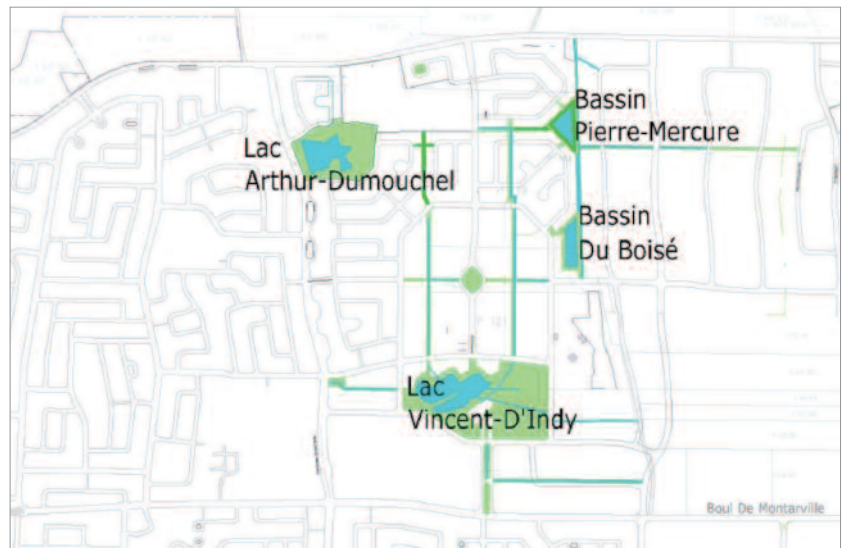 Bassin
Pierre-Mercure
Lac
Arthur-Dumouchel
Bassin
Du Boisé
Lac
Vincent-D'Indy
Boul De Montarville